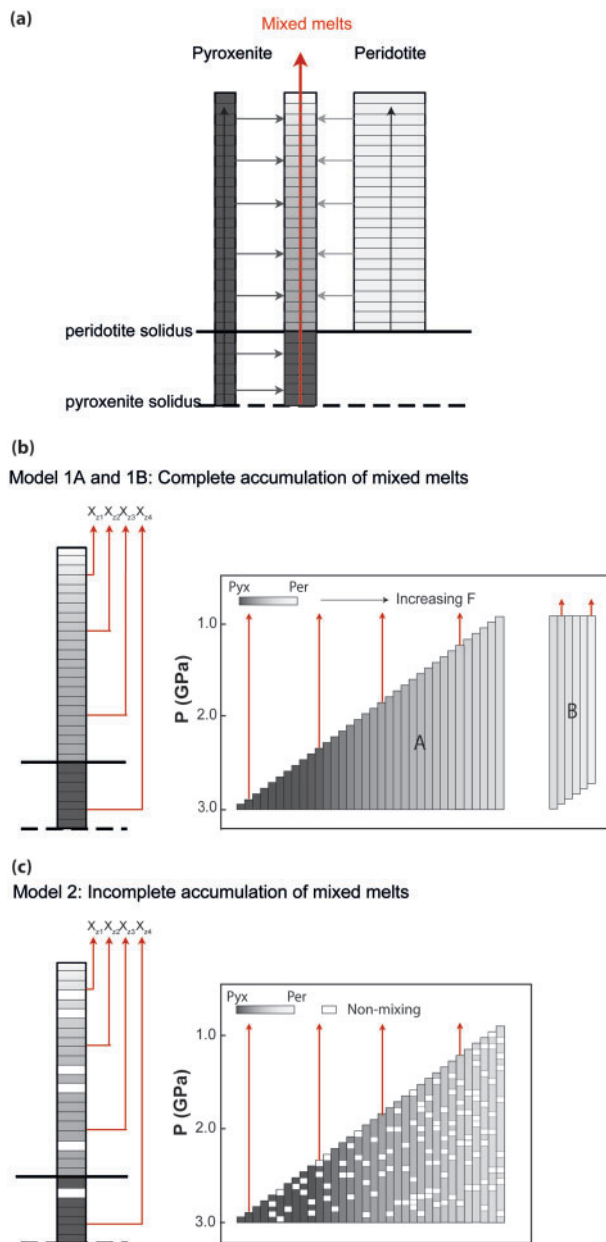 (a)
Mixed melts
Pyroxenite
Peridotite
peridotite solidus
pyroxenite solidus
(b)
Model 1A and 1B: Complete accumulation of mixed melts
Xz1 Xz2 Xz3 Xz4
Pyx Per
Increasing F
1.0
2.0
3.0
P (GPa)
A
B
(c)
Model 2: Incomplete accumulation of mixed melts
Xz1 Xz2 Xz3 Xz4
Pyx Per
Non-mixing
1.0
2.0
3.0
P (GPa)